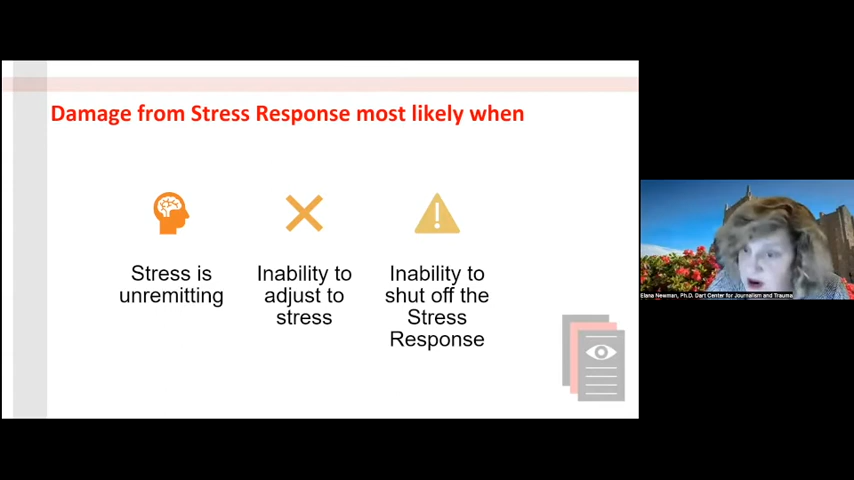 Damage from Stress Response most likely when
Stress is
unremitting
Inability to
adjust to
stress
Inability to
shut off the
Stress
Response
Elana Newman, Ph.D. Dart Center for Journalism and Trauma